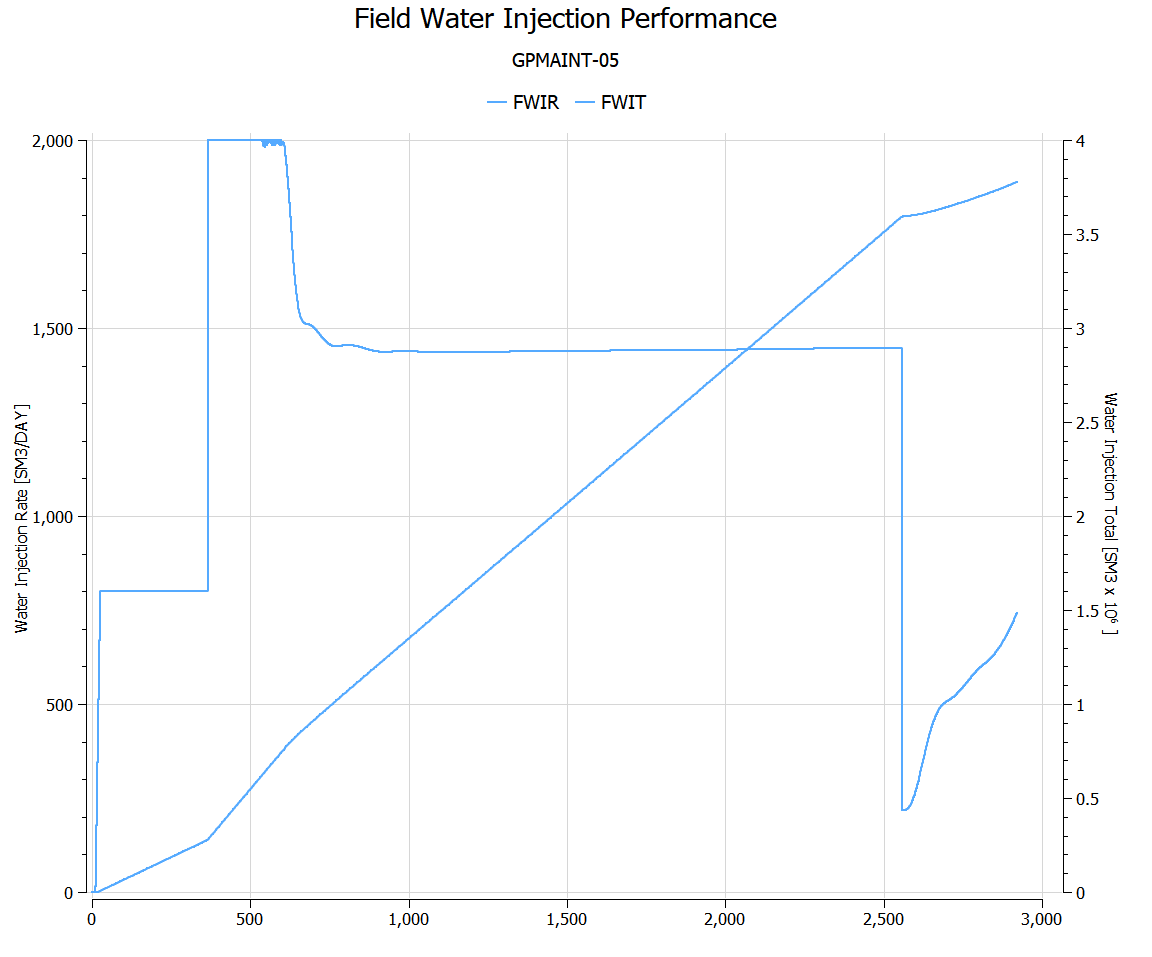 Field Water Injection Performance
GPMAINT-05
FWIR FWIT
2,000
1,500
1,000
500
0
Water Injection Rate [SM3/DAY]
4
3.5
3
2.5
2
1.5
1
0.5
0
Water Injection Total [SM3 x 10⁶ ]
0 500 1,000 1,500 2,000 2,500 3,000